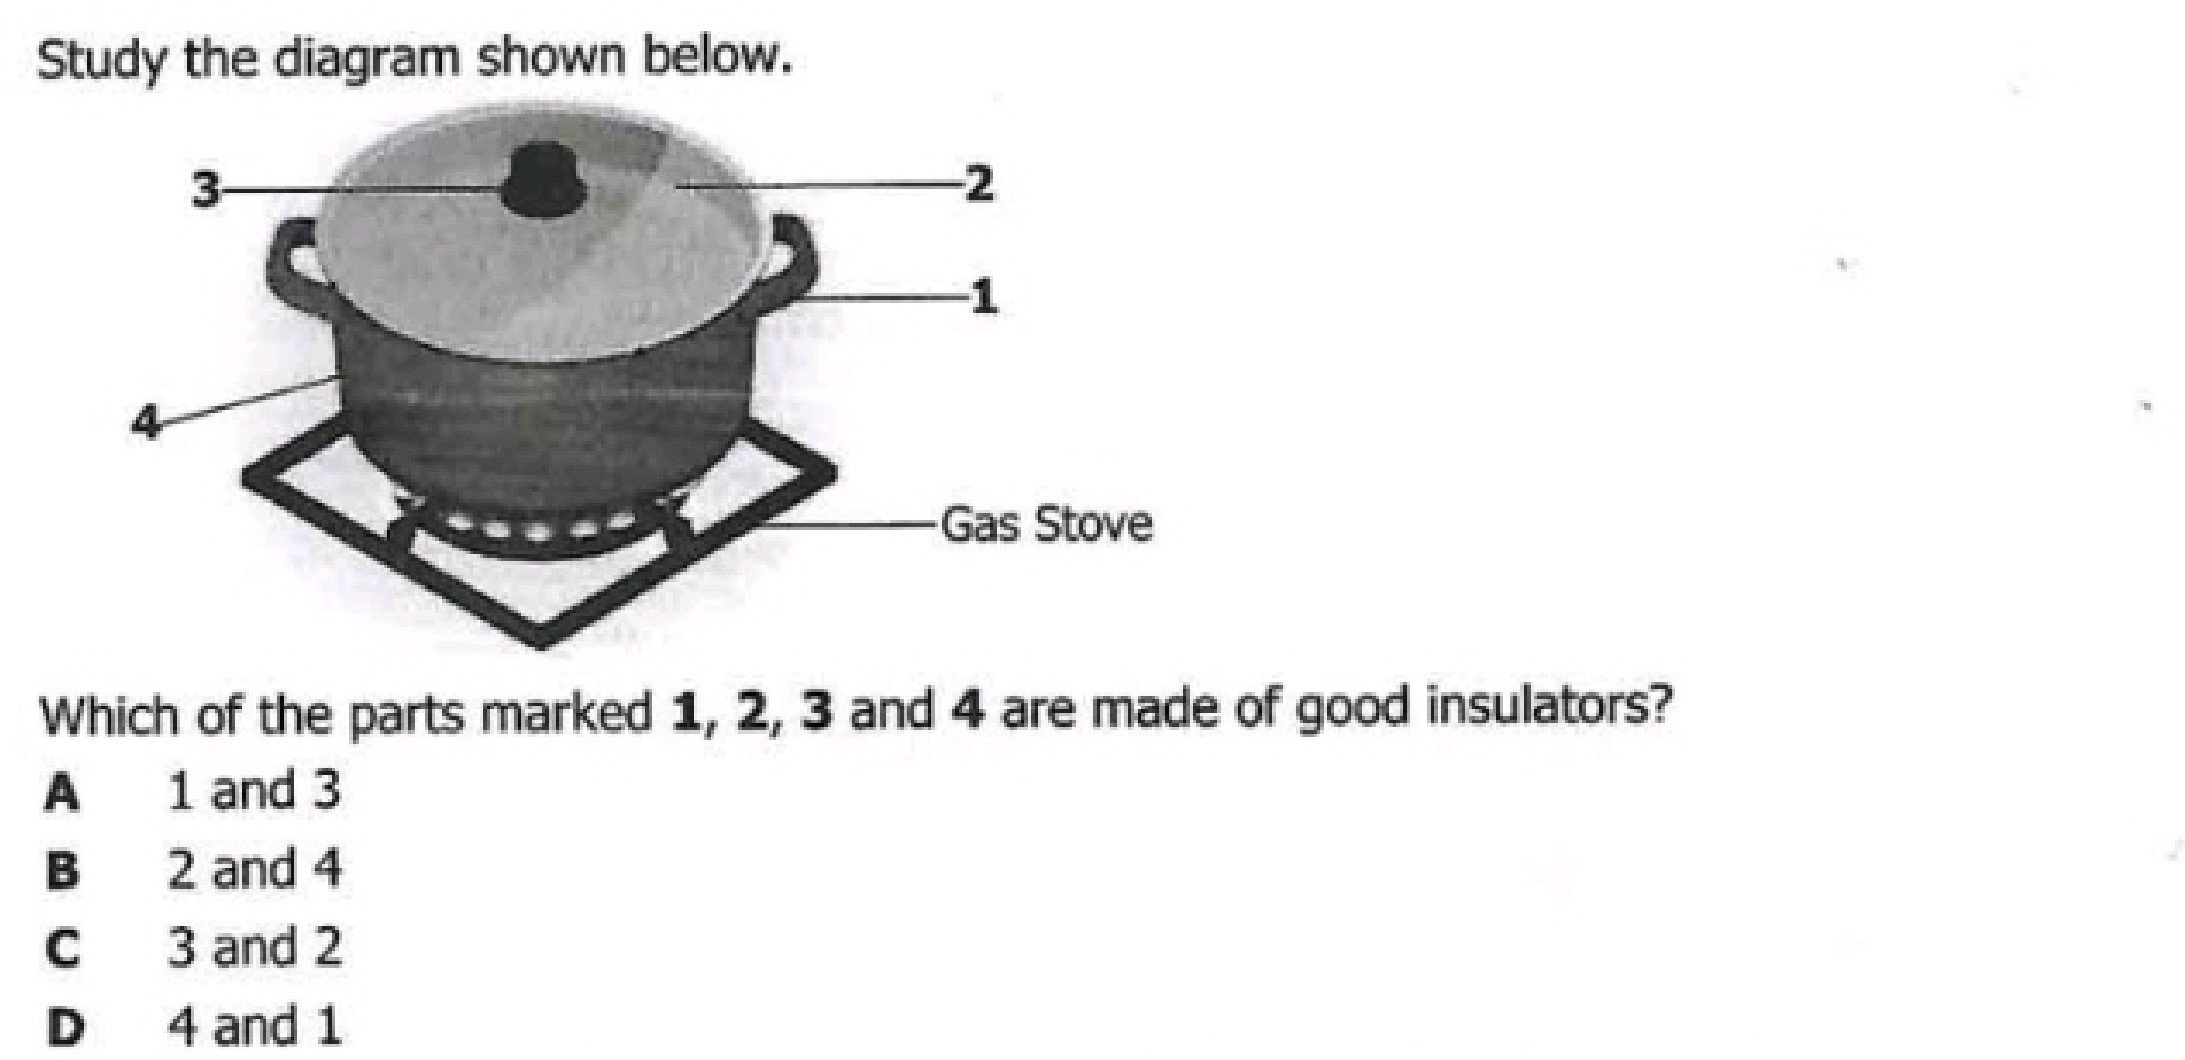 Study the diagram shown below.
3
2
1
4
Gas Stove
Which of the parts marked 1, 2, 3 and 4 are made of good insulators?
A 1 and 3
B 2 and 4
C 3 and 2
D 4 and 1